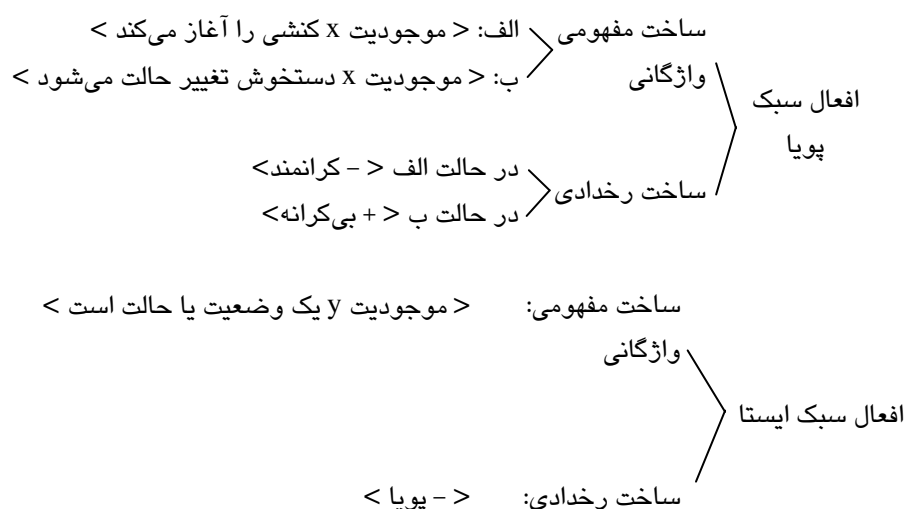 ساخت مفهومی الف: < موجودیت x کنشی را آغاز می‌کند >
واژگانی ب: < موجودیت x دستخوش تغییر حالت می‌شود >
افعال سبک
پویا
در حالت الف < – کرانمند>
ساخت رخدادی
در حالت ب < + بی‌کرانه>
ساخت مفهومی: < موجودیت y یک وضعیت یا حالت است >
واژگانی
افعال سبک ایستا
ساخت رخدادی: < – پویا >